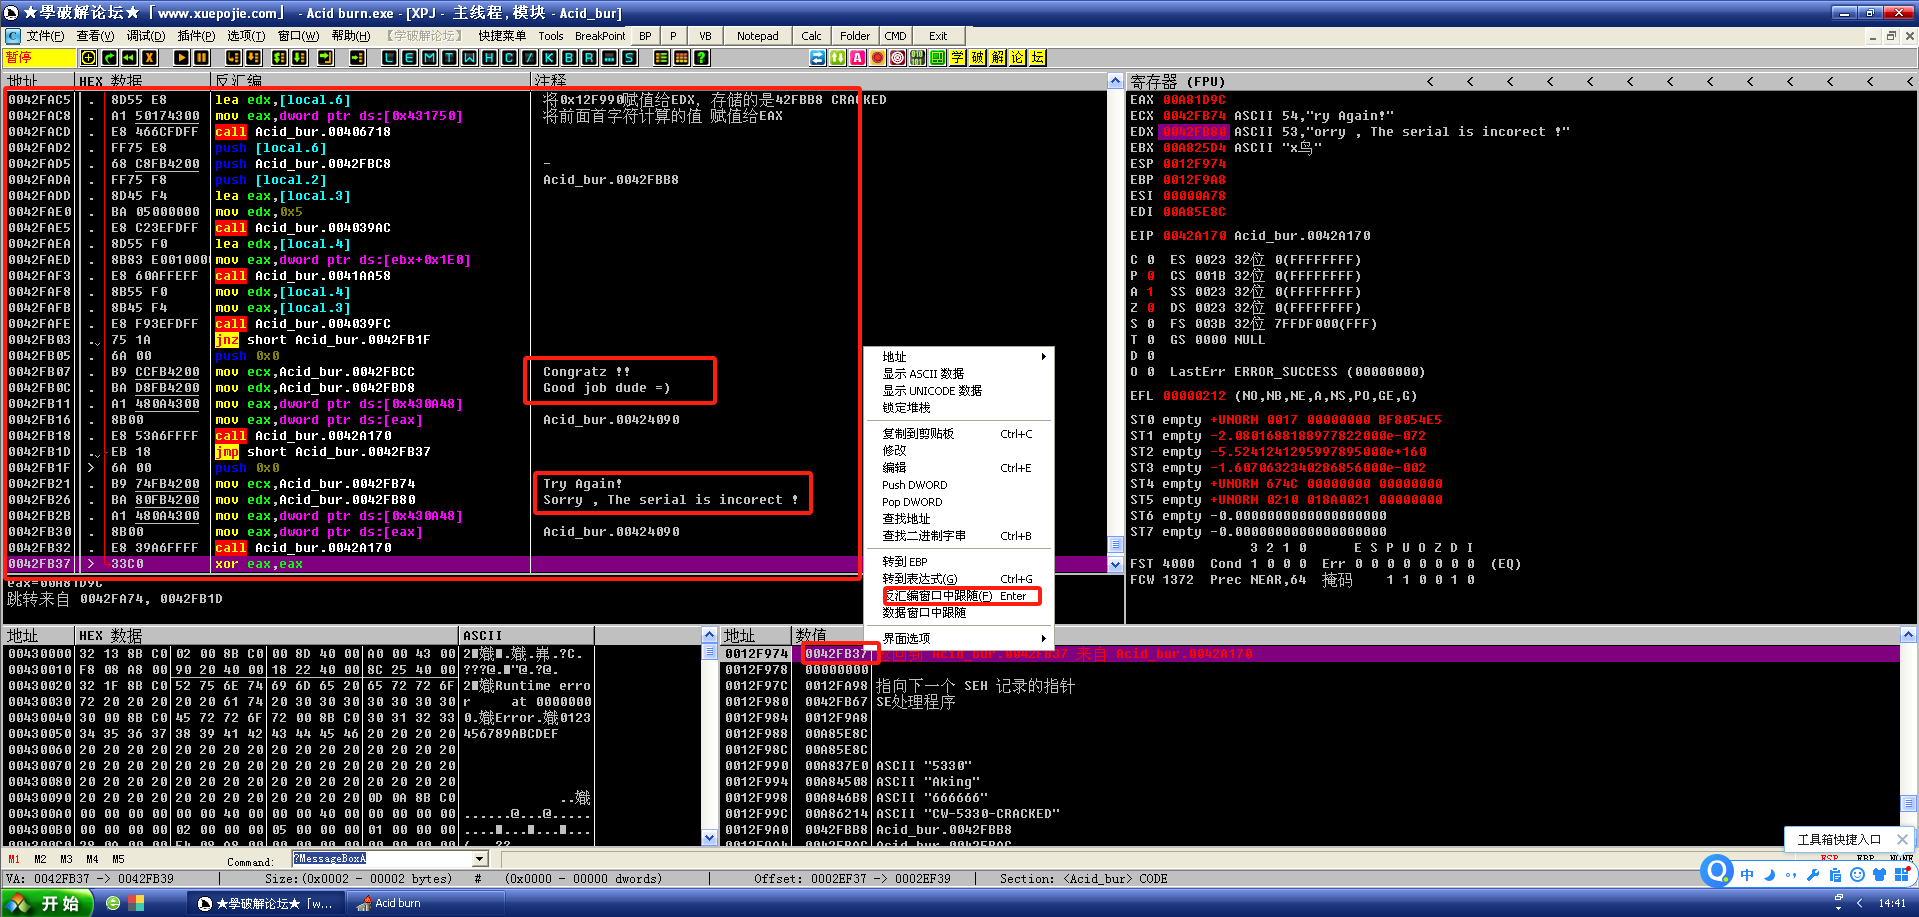 ★學破解论坛★「www.xuepojie.com」 - Acid burn.exe - [XPJ - 主线程,模块 - Acid_bur]
文件(F) 查看(V) 调试(D) 插件(P) 选项(T) 窗口(W) 帮助(H) 【学破解论坛】 快捷菜单 Tools BreakPoint BP P VB Notepad Calc Folder CMD Exit
暂停 L E M T W H C / K B R ... S 学 破 解 论 坛
地址 HEX 数据 反汇编 注释
0042FAC5 . 8D55 E8 lea edx,[local.6] 将0x12F990赋值给EDX, 存储的是42FBB8 CRACKED
0042FAC8 . A1 50174300 mov eax,dword ptr ds:[0x431750] 将前面首字符计算的值 赋值给EAX
0042FACD . E8 466CFDFF call Acid_bur.00406718
0042FAD2 . FF75 E8 push [local.6]
0042FAD5 . 68 C8FB4200 push Acid_bur.0042FBC8 -
0042FADA . FF75 F8 push [local.2] Acid_bur.0042FBB8
0042FADD . 8D45 F4 lea eax,[local.3]
0042FAE0 . BA 05000000 mov edx,0x5
0042FAE5 . E8 C23EFDFF call Acid_bur.004039AC
0042FAEA . 8D55 F0 lea edx,[local.4]
0042FAED . 8B83 E0010000 mov eax,dword ptr ds:[ebx+0x1E0]
0042FAF3 . E8 60AFFEFF call Acid_bur.0041AA58
0042FAF8 . 8B55 F0 mov edx,[local.4]
0042FAFB . 8B45 F4 mov eax,[local.3]
0042FAFE . E8 F93EFDFF call Acid_bur.004039FC
0042FB03 . 75 1A jnz short Acid_bur.0042FB1F
0042FB05 . 6A 00 push 0x0
0042FB07 . B9 CCFB4200 mov ecx,Acid_bur.0042FBCC Congratz !!
0042FB0C . BA D8FB4200 mov edx,Acid_bur.0042FBD8 Good job dude =)
0042FB11 . A1 480A4300 mov eax,dword ptr ds:[0x430A48]
0042FB16 . 8B00 mov eax,dword ptr ds:[eax] Acid_bur.00424090
0042FB18 . E8 53A6FFFF call Acid_bur.0042A170
0042FB1D . EB 18 jmp short Acid_bur.0042FB37
0042FB1F > 6A 00 push 0x0
0042FB21 . B9 74FB4200 mov ecx,Acid_bur.0042FB74 Try Again!
0042FB26 . BA 80FB4200 mov edx,Acid_bur.0042FB80 Sorry , The serial is incorect !
0042FB2B . A1 480A4300 mov eax,dword ptr ds:[0x430A48]
0042FB30 . 8B00 mov eax,dword ptr ds:[eax] Acid_bur.00424090
0042FB32 . E8 39A6FFFF call Acid_bur.0042A170
0042FB37 > 33C0 xor eax,eax
eax=00A81D9C
跳转来自 0042FA74, 0042FB1D
寄存器 (FPU) < < < < < < < < < < < < <
EAX 00A81D9C
ECX 0042FB74 ASCII 54,"ry Again!"
EDX 0042FB80 ASCII 53,"orry , The serial is incorect !"
EBX 00A825D4 ASCII "x鸟"
ESP 0012F974
EBP 0012F9A8
ESI 00000A78
EDI 00A85E8C
EIP 0042A170 Acid_bur.0042A170
C 0 ES 0023 32位 0(FFFFFFFF)
P 0 CS 001B 32位 0(FFFFFFFF)
A 1 SS 0023 32位 0(FFFFFFFF)
Z 0 DS 0023 32位 0(FFFFFFFF)
S 0 FS 003B 32位 7FFDF000(FFF)
T 0 GS 0000 NULL
D 0
O 0 LastErr ERROR_SUCCESS (00000000)
EFL 00000212 (NO,NB,NE,A,NS,PO,GE,G)
ST0 empty +UNORM 0017 00000000 BF8054E5
ST1 empty -2.0801688188977822000e-072
ST2 empty -5.5241241295997895000e+160
ST3 empty -1.6070632340286856000e-002
ST4 empty +UNORM 674C 00000000 00000000
ST5 empty +UNORM 0210 018A0021 00000000
ST6 empty -0.0000000000000000000
ST7 empty -0.0000000000000000000
3 2 1 0 E S P U O Z D I
FST 4000 Cond 1 0 0 0 Err 0 0 0 0 0 0 0 0 (EQ)
FCW 1372 Prec NEAR,64 掩码 1 1 0 0 1 0
地址
显示 ASCII 数据
显示 UNICODE 数据
锁定堆栈
复制到剪贴板 Ctrl+C
修改
编辑 Ctrl+E
Push DWORD
Pop DWORD
查找地址
查找二进制字串 Ctrl+B
转到 EBP
转到表达式(G) Ctrl+G
反汇编窗口中跟随(F) Enter
数据窗口中跟随
界面选项
地址 HEX 数据 ASCII
00430000 32 13 8B C0 02 00 8B C0 00 8D 40 00 A0 00 43 00
00430010 F8 08 A8 00 90 20 40 00 18 22 40 00 8C 25 40 00 ???@.■"@.?@.
00430020 32 1F 8B C0 52 75 6E 74 69 6D 65 20 65 72 72 6F 2■孅Runtime erro
00430030 72 20 20 20 20 20 61 74 20 30 30 30 30 30 30 30 r     at 0000000
00430040 30 00 8B C0 45 72 72 6F 72 00 8B C0 30 31 32 33 0.孅Error.孅0123
00430050 34 35 36 37 38 39 41 42 43 44 45 46 20 20 20 20 456789ABCDEF
00430060 20 20 20 20 20 20 20 20 20 20 20 20 20 20 20 20
00430070 20 20 20 20 20 20 20 20 20 20 20 20 20 20 20 20
00430080 20 20 20 20 20 20 20 20 20 20 20 20 20 20 20 20
00430090 20 20 20 20 20 20 20 20 20 20 20 20 0D 0A 8B C0 ..孅
004300A0 00 00 00 00 00 00 40 00 00 00 40 00 00 00 00 00 ......@...@.....
004300B0 00 00 00 00 02 00 00 00 05 00 00 00 01 00 00 00 ....■...■...■...
地址 数值
0012F974 0042FB37 返回到 Acid_bur.0042FB37 来自 Acid_bur.0042A170
0012F978 00000000
0012F97C 0012FA98 指向下一个 SEH 记录的指针
0012F980 0042FB67 SE处理程序
0012F984 0012F9A8
0012F988 00A85E8C
0012F98C 00A85E8C
0012F990 00A837E0 ASCII "5330"
0012F994 00A84508 ASCII "Aking"
0012F998 00A846B8 ASCII "666666"
0012F99C 00A86214 ASCII "CW-5330-CRACKED"
0012F9A0 0042FBB8 Acid_bur.0042FBB8
工具箱快捷入口
M1 M2 M3 M4 M5 Command: ?MessageBoxA ESP EBP NONE
VA: 0042FB37 -> 0042FB39 Size:(0x0002 - 00002 bytes) # (0x0000 - 00000 dwords) Offset: 0002EF37 -> 0002EF39 Section: <Acid_bur> CODE
中
开始 ★學破解论坛★「w... Acid burn 14:41